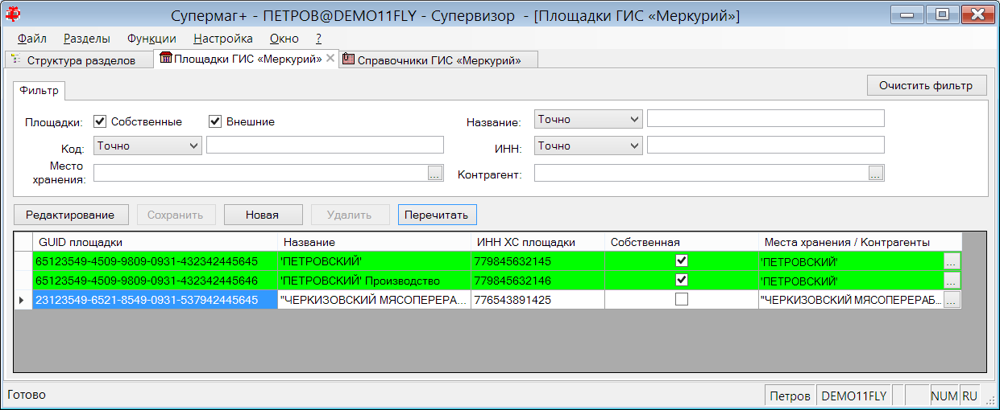 Супермаг+ - ПЕТРОВ@DEMO11FLY - Супервизор - [Площадки ГИС «Меркурий»]
Файл Разделы Функции Настройка Окно ?
Структура разделов Площадки ГИС «Меркурий» Справочники ГИС «Меркурий»
Фильтр Очистить фильтр
Площадки: Собственные Внешние Название: Точно
Код: Точно ИНН: Точно
Место
хранения: ... Контрагент: ...
Редактирование Сохранить Новая Удалить Перечитать
GUID площадки Название ИНН ХС площадки Собственная Места хранения / Контрагенты
65123549-4509-9809-0931-432342445645 'ПЕТРОВСКИЙ' 779845632145 'ПЕТРОВСКИЙ' ...
65123549-4509-9809-0931-432342445646 'ПЕТРОВСКИЙ' Производство 779845632146 'ПЕТРОВСКИЙ' ...
23123549-6521-8549-0931-537942445645 "ЧЕРКИЗОВСКИЙ МЯСОПЕРЕРА... 776543891425 "ЧЕРКИЗОВСКИЙ МЯСОПЕРЕРАБ... ...
Готово Петров DEMO11FLY NUM RU